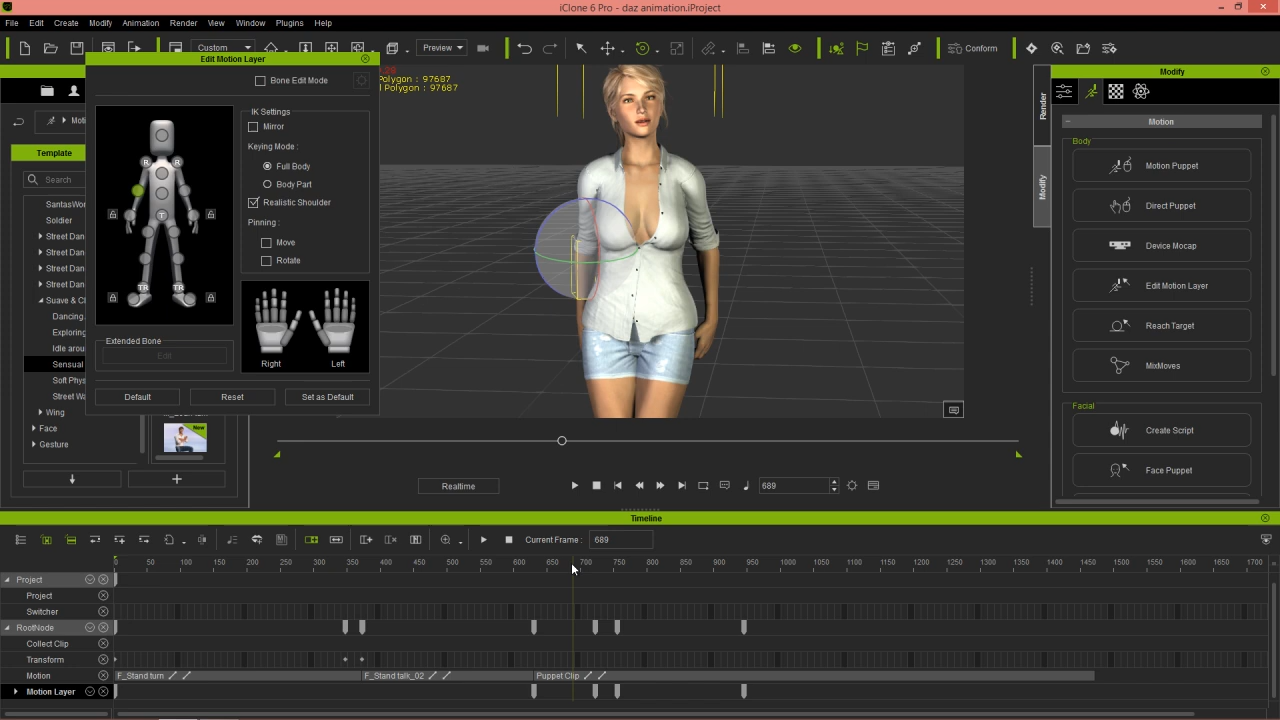 iClone 6 Pro - daz animation.iProject
File Edit Create Modify Animation Render View Window Plugins Help
Custom Preview Conform
Edit Motion Layer
Bone Edit Mode
IK Settings
Mirror
Keying Mode :
Full Body
Body Part
Realistic Shoulder
Pinning :
Move
Rotate
R R
T
TR TR
Extended Bone
Edit
Right Left
Default Reset Set as Default
Polygon : 97687
Polygon : 97687
Template
Search
SantasWor
Soldier
Street Dan
Street Dan
Street Dan
Street Dan
Suave & Cl
Dancing
Exploring
Idle arou
Sensual
Soft Phys
Street Wa
Wing
Face
Gesture
New
Render
Modify
Modify
Motion
Body
Motion Puppet
Direct Puppet
Device Mocap
Edit Motion Layer
Reach Target
MixMoves
Facial
Create Script
Face Puppet
Realtime 689
Timeline
Current Frame : 689
0 50 100 150 200 250 300 350 400 450 500 550 600 650 700 750 800 850 900 950 1000 1050 1100 1150 1200 1250 1300 1350 1400 1450 1500 1550 1600 1650 1700
Project
Project
Switcher
RootNode
Collect Clip
Transform
Motion F_Stand turn F_Stand talk_02 Puppet Clip
Motion Layer